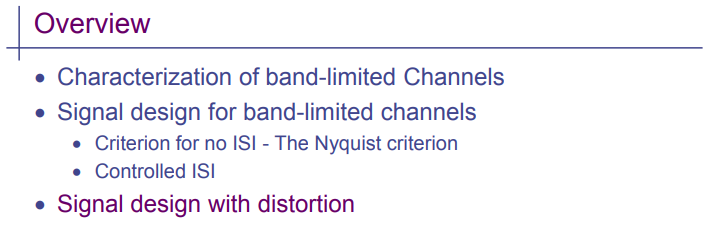 Overview
• Characterization of band-limited Channels
• Signal design for band-limited channels
• Criterion for no ISI - The Nyquist criterion
• Controlled ISI
• Signal design with distortion